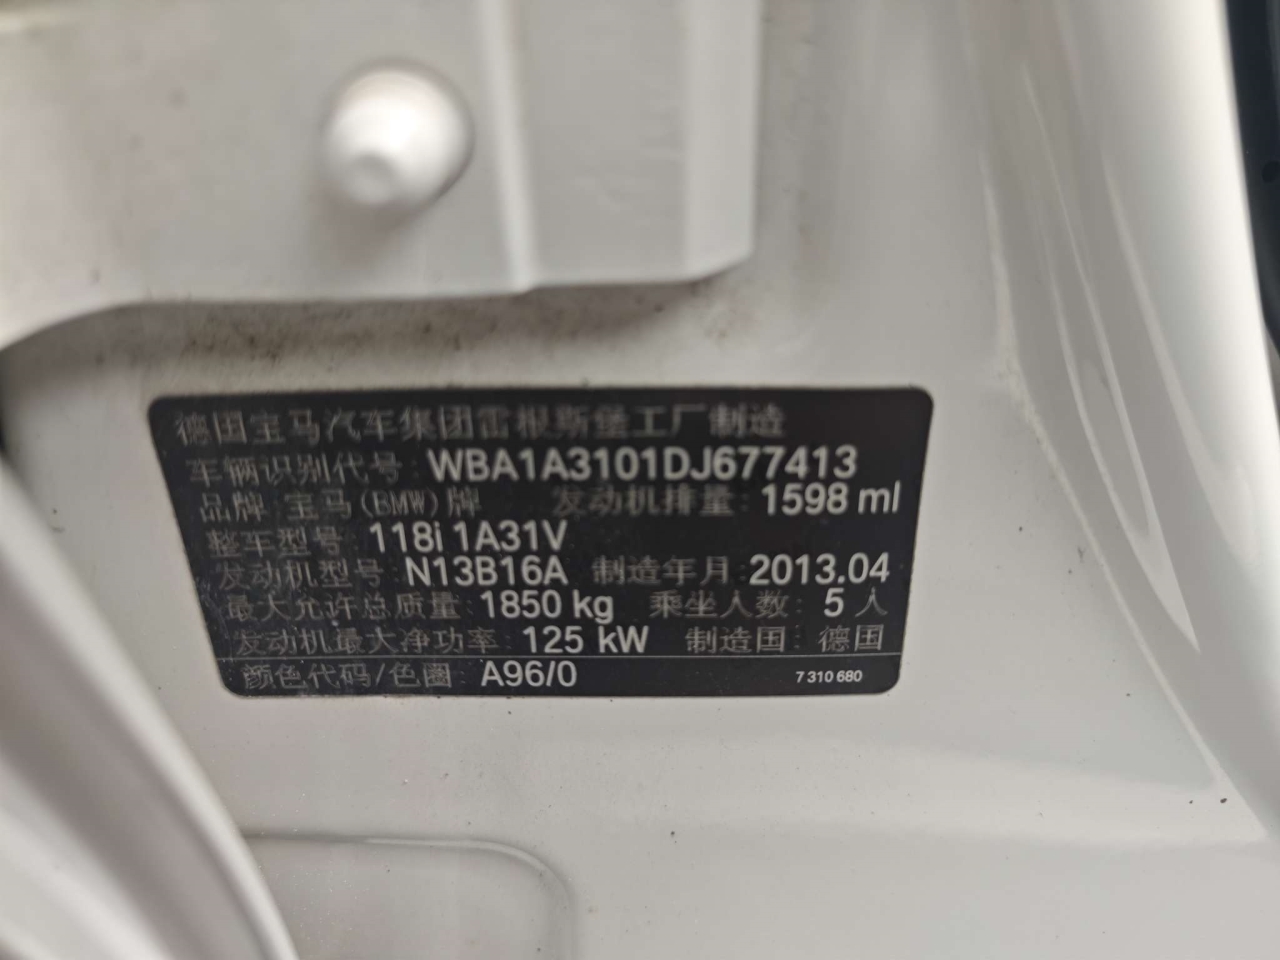 德国宝马汽车集团雷根斯堡工厂制造
车辆识别代号: WBA1A3101DJ677413
品牌 宝马(BMW)牌 发动机排量: 1598 ml
整车型号 118i 1A31V
发动机型号 N13B16A 制造年月: 2013.04
最大允许总质量: 1850 kg 乘坐人数: 5 人
发动机最大净功率: 125 kW 制造国: 德国
颜色代码/色圈: A96/0 7 310 680